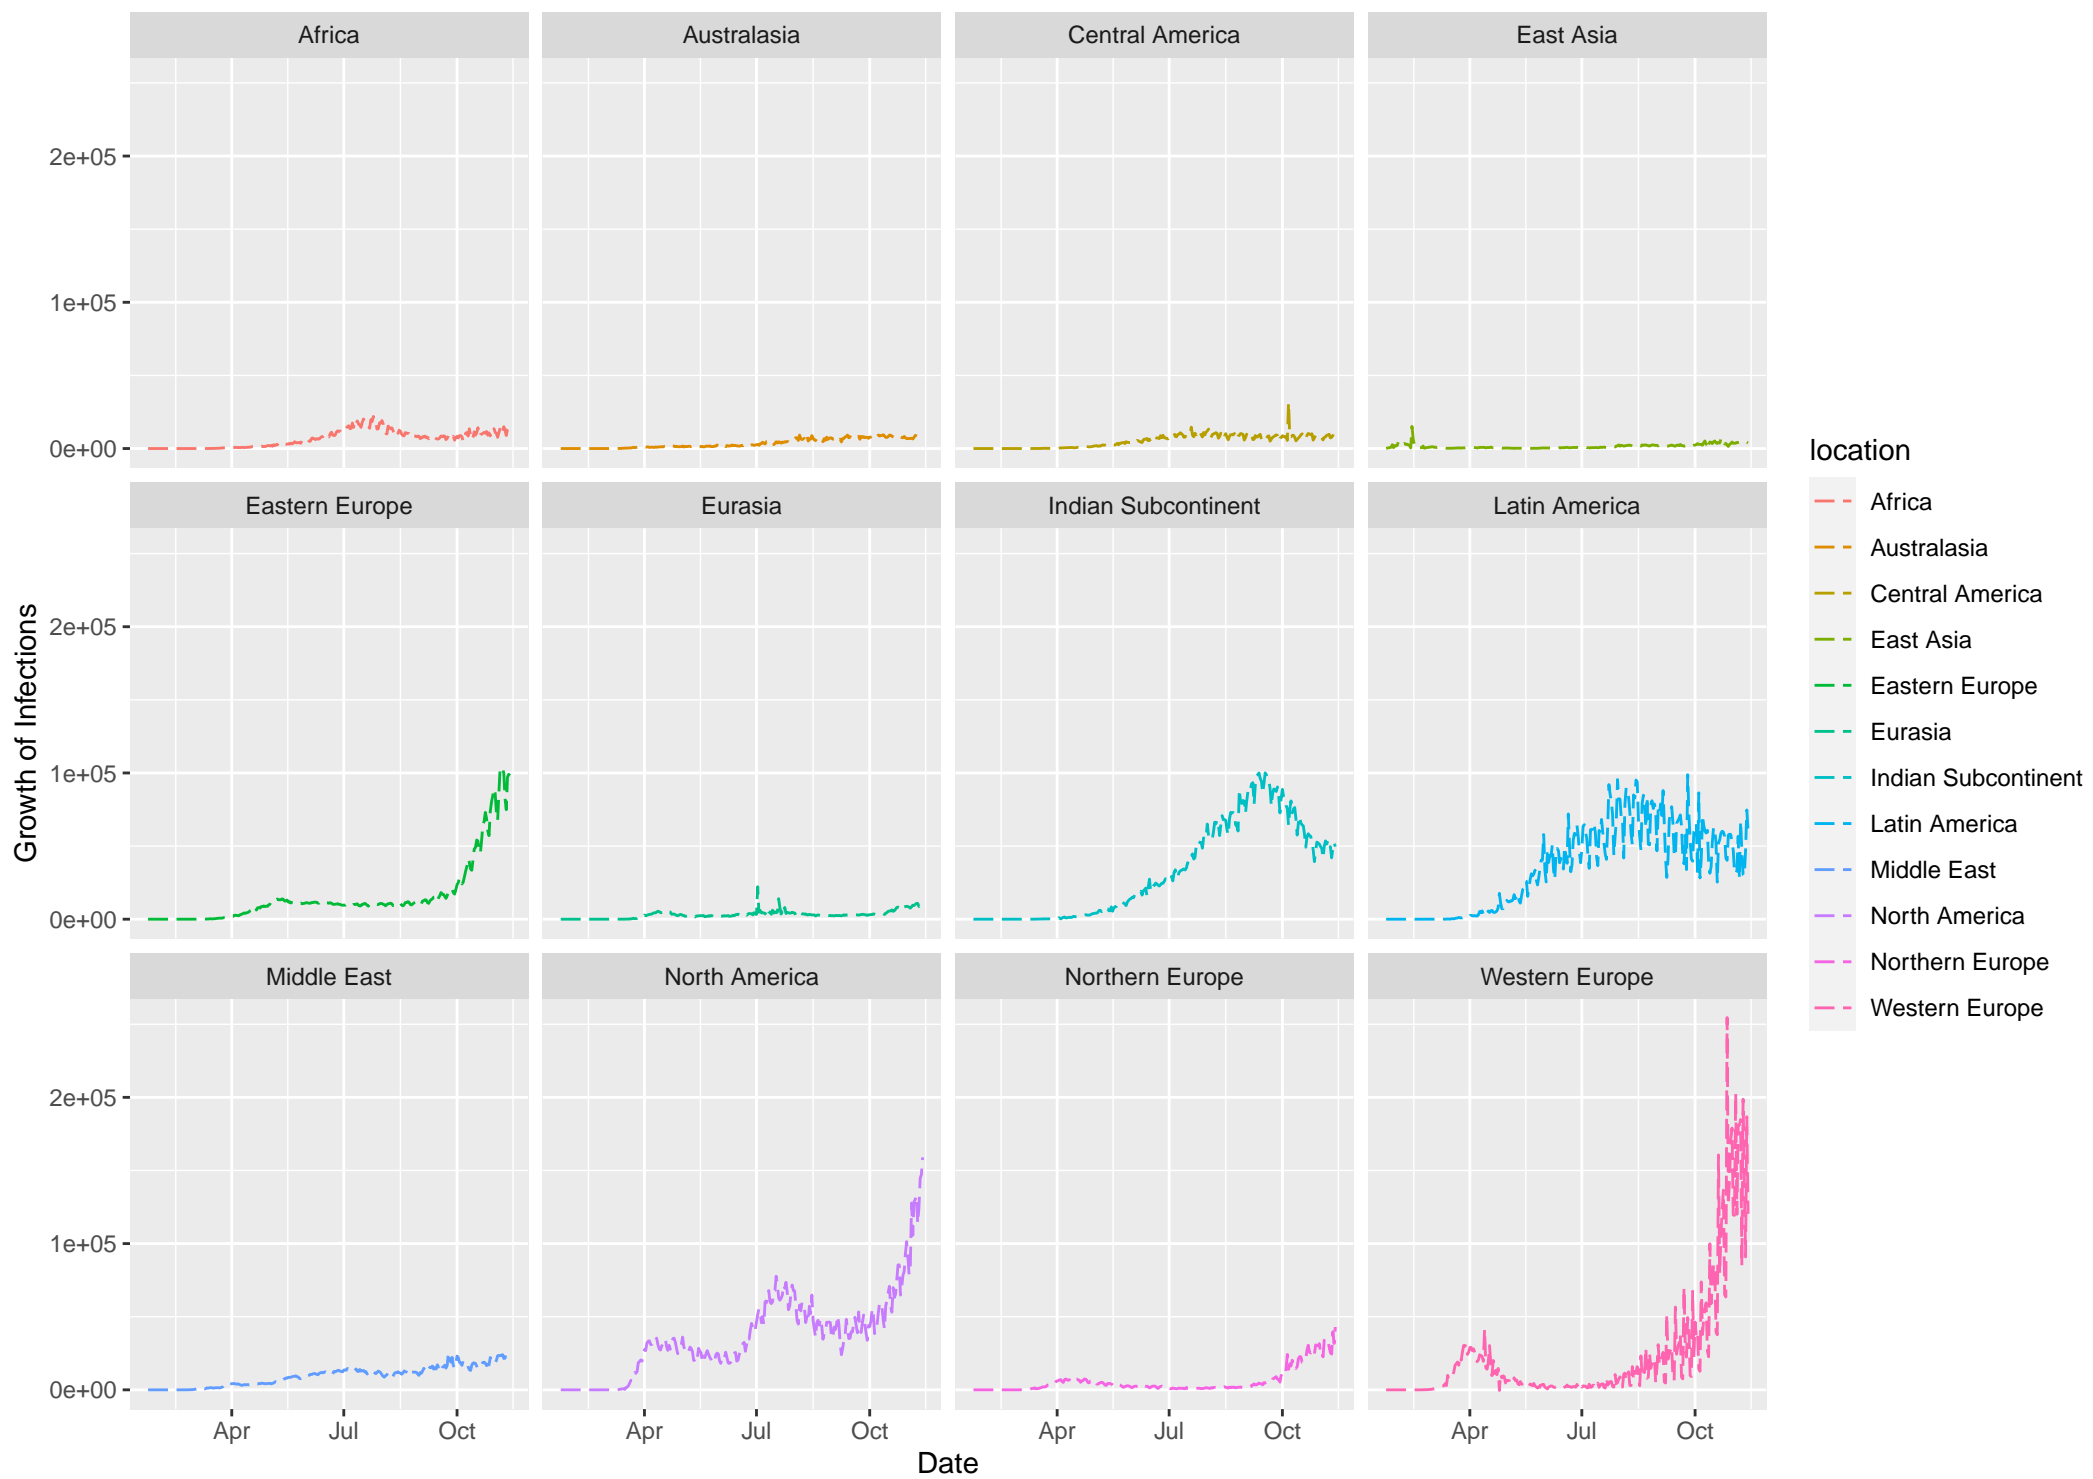 Africa
Australasia
Central America
East Asia
2e+05
1e+05
0e+00
Eastern Europe
Eurasia
Indian Subcontinent
Latin America
2e+05
1e+05
0e+00
Middle East
North America
Northern Europe
Western Europe
2e+05
1e+05
0e+00
Apr Jul Oct
Apr Jul Oct
Apr Jul Oct
Apr Jul Oct
Date
Growth of Infections
location
Africa
Australasia
Central America
East Asia
Eastern Europe
Eurasia
Indian Subcontinent
Latin America
Middle East
North America
Northern Europe
Western Europe